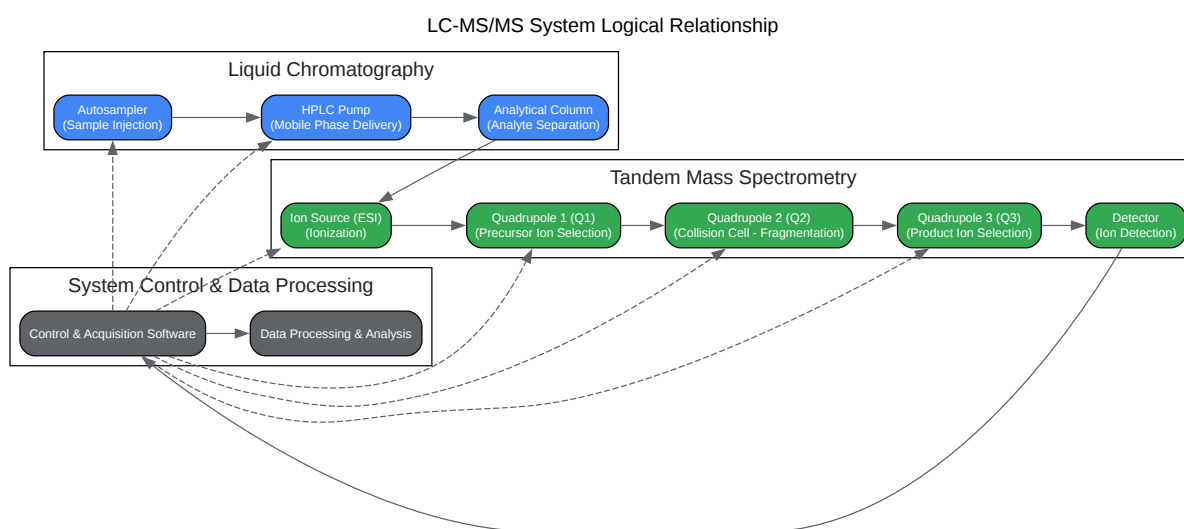 LC-MS/MS System Logical Relationship
Liquid Chromatography
Autosampler
(Sample Injection)
HPLC Pump
(Mobile Phase Delivery)
Analytical Column
(Analyte Separation)
Tandem Mass Spectrometry
Ion Source (ESI)
(Ionization)
Quadrupole 1 (Q1)
(Precursor Ion Selection)
Quadrupole 2 (Q2)
(Collision Cell - Fragmentation)
Quadrupole 3 (Q3)
(Product Ion Selection)
Detector
(Ion Detection)
System Control & Data Processing
Control & Acquisition Software
Data Processing & Analysis